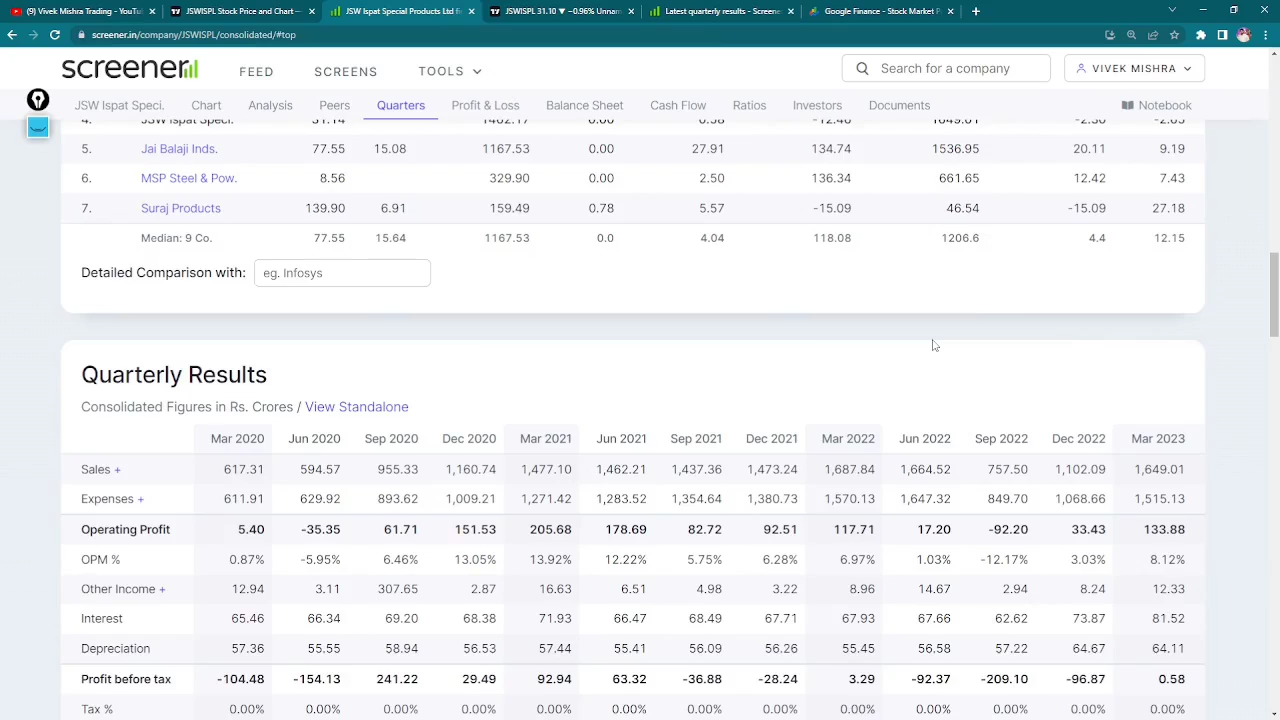 (9) Vivek Mishra Trading - YouTube
JSWISPL Stock Price and Chart —
JSW Ispat Special Products Ltd fi
JSWISPL 31.10 ▼ −0.96% Unnam
Latest quarterly results - Screene
Google Finance - Stock Market P
screener.in/company/JSWISPL/consolidated/#top
screener
FEED
SCREENS
TOOLS
Search for a company
VIVEK MISHRA
JSW Ispat Speci.
Chart
Analysis
Peers
Quarters
Profit & Loss
Balance Sheet
Cash Flow
Ratios
Investors
Documents
Notebook
4. JSW Ispat Speci. 31.14 1462.17 0.00 0.58 -12.46 1649.01 -2.30 -2.63
5. Jai Balaji Inds. 77.55 15.08 1167.53 0.00 27.91 134.74 1536.95 20.11 9.19
6. MSP Steel & Pow. 8.56 329.90 0.00 2.50 136.34 661.65 12.42 7.43
7. Suraj Products 139.90 6.91 159.49 0.78 5.57 -15.09 46.54 -15.09 27.18
Median: 9 Co. 77.55 15.64 1167.53 0.0 4.04 118.08 1206.6 4.4 12.15
Detailed Comparison with: eg. Infosys
Quarterly Results
Consolidated Figures in Rs. Crores / View Standalone
Mar 2020 Jun 2020 Sep 2020 Dec 2020 Mar 2021 Jun 2021 Sep 2021 Dec 2021 Mar 2022 Jun 2022 Sep 2022 Dec 2022 Mar 2023
Sales + 617.31 594.57 955.33 1,160.74 1,477.10 1,462.21 1,437.36 1,473.24 1,687.84 1,664.52 757.50 1,102.09 1,649.01
Expenses + 611.91 629.92 893.62 1,009.21 1,271.42 1,283.52 1,354.64 1,380.73 1,570.13 1,647.32 849.70 1,068.66 1,515.13
Operating Profit 5.40 -35.35 61.71 151.53 205.68 178.69 82.72 92.51 117.71 17.20 -92.20 33.43 133.88
OPM % 0.87% -5.95% 6.46% 13.05% 13.92% 12.22% 5.75% 6.28% 6.97% 1.03% -12.17% 3.03% 8.12%
Other Income + 12.94 3.11 307.65 2.87 16.63 6.51 4.98 3.22 8.96 14.67 2.94 8.24 12.33
Interest 65.46 66.34 69.20 68.38 71.93 66.47 68.49 67.71 67.93 67.66 62.62 73.87 81.52
Depreciation 57.36 55.55 58.94 56.53 57.44 55.41 56.09 56.26 55.45 56.58 57.22 64.67 64.11
Profit before tax -104.48 -154.13 241.22 29.49 92.94 63.32 -36.88 -28.24 3.29 -92.37 -209.10 -96.87 0.58
Tax % 0.00% 0.00% 0.00% 0.00% 0.00% 0.00% 0.00% 0.00% 0.00% 0.00% 0.00% 0.00% 0.00%